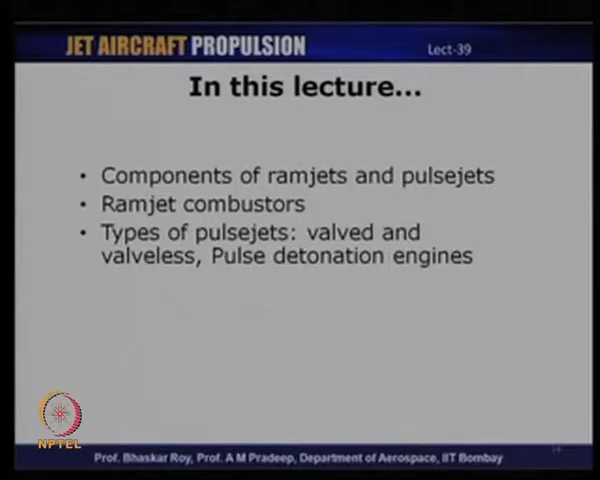 JET AIRCRAFT PROPULSION
Lect-39
In this lecture...
• Components of ramjets and pulsejets
• Ramjet combustors
• Types of pulsejets: valved and
valveless, Pulse detonation engines
NPTEL
Prof. Bhaskar Roy, Prof. A M Pradeep, Department of Aerospace, IIT Bombay